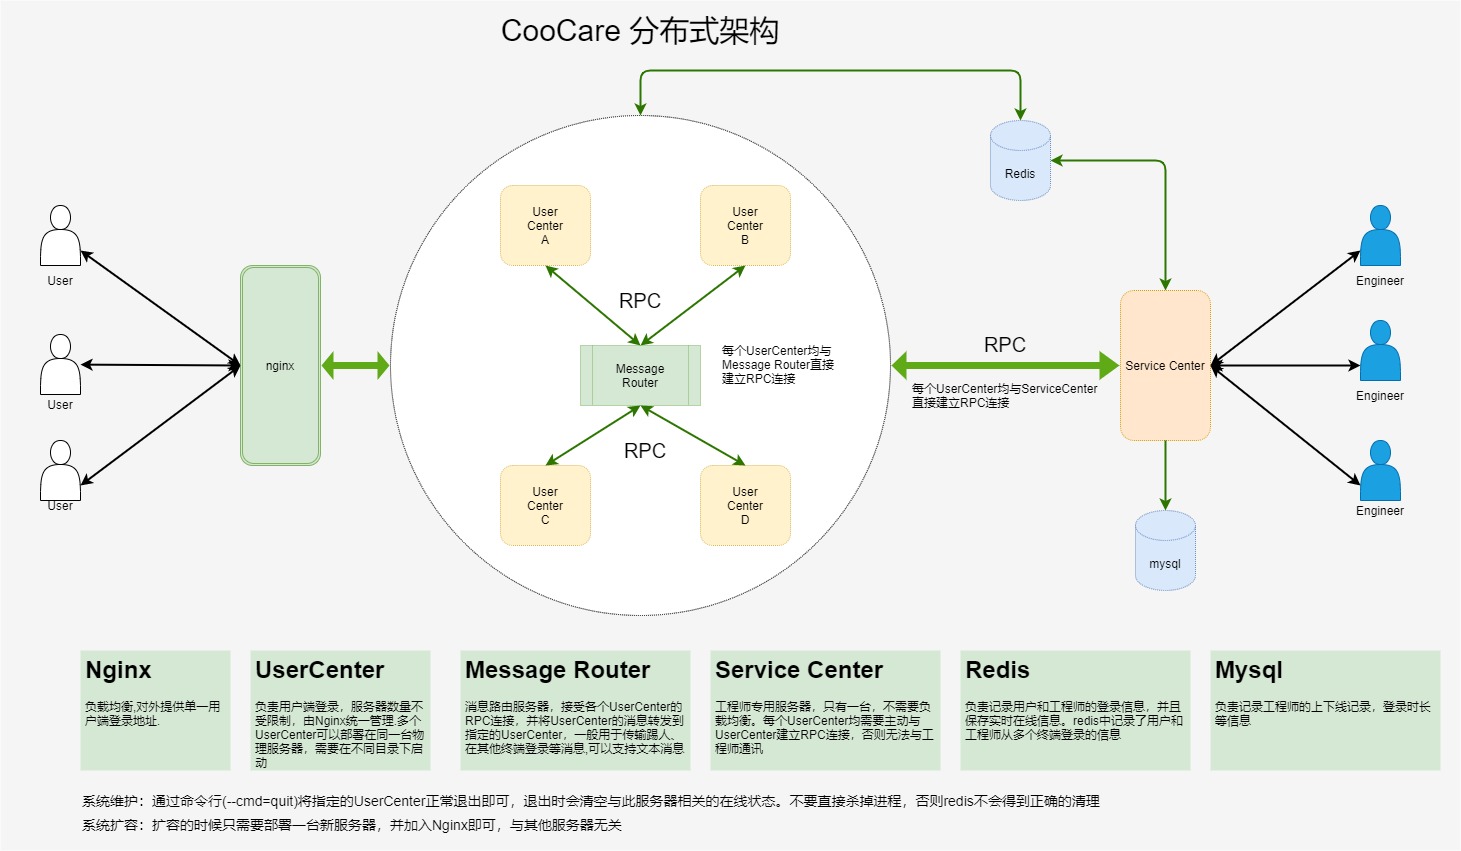 CooCare 分布式架构
Redis
User
Center
A
User
Center
B
User
Engineer
RPC
nginx
Message
Router
每个UserCenter均与
Message Router直接
建立RPC连接
RPC
每个UserCenter均与ServiceCenter
直接建立RPC连接
Service Center
User
Engineer
RPC
User
Center
C
User
Center
D
User
Engineer
mysql
Nginx
负载均衡,对外提供单一用
户端登录地址.
UserCenter
负责用户端登录，服务器数量不
受限制，由Nginx统一管理.多个
UserCenter可以部署在同一台物
理服务器，需要在不同目录下启
动
Message Router
消息路由服务器，接受各个UserCenter的
RPC连接，并将UserCenter的消息转发到
指定的UserCenter，一般用于传输踢人、
在其他终端登录等消息,可以支持文本消息
Service Center
工程师专用服务器，只有一台，不需要负
载均衡。每个UserCenter均需要主动与
UserCenter建立RPC连接，否则无法与工
程师通讯
Redis
负责记录用户和工程师的登录信息，并且
保存实时在线信息。redis中记录了用户和
工程师从多个终端登录的信息
Mysql
负责记录工程师的上下线记录，登录时长
等信息
系统维护：通过命令行(--cmd=quit)将指定的UserCenter正常退出即可，退出时会清空与此服务器相关的在线状态。不要直接杀掉进程，否则redis不会得到正确的清理
系统扩容：扩容的时候只需要部署一台新服务器，并加入Nginx即可，与其他服务器无关